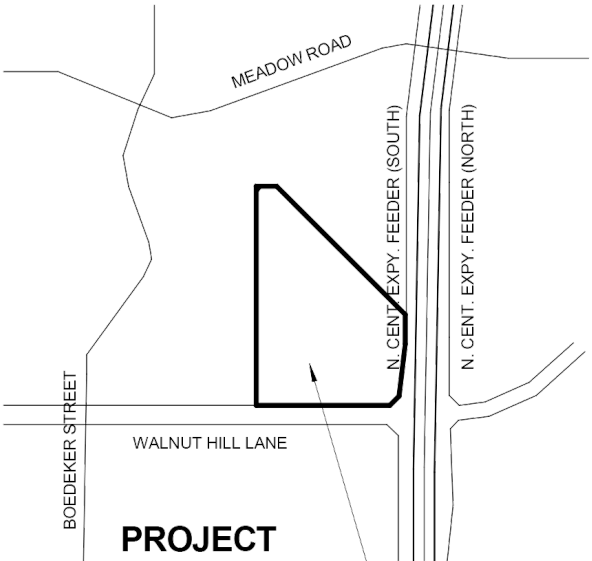 MEADOW ROAD
N. CENT. EXPY. FEEDER (SOUTH)
N. CENT. EXPY. FEEDER (NORTH)
BOEDEKER STREET
WALNUT HILL LANE
PROJECT